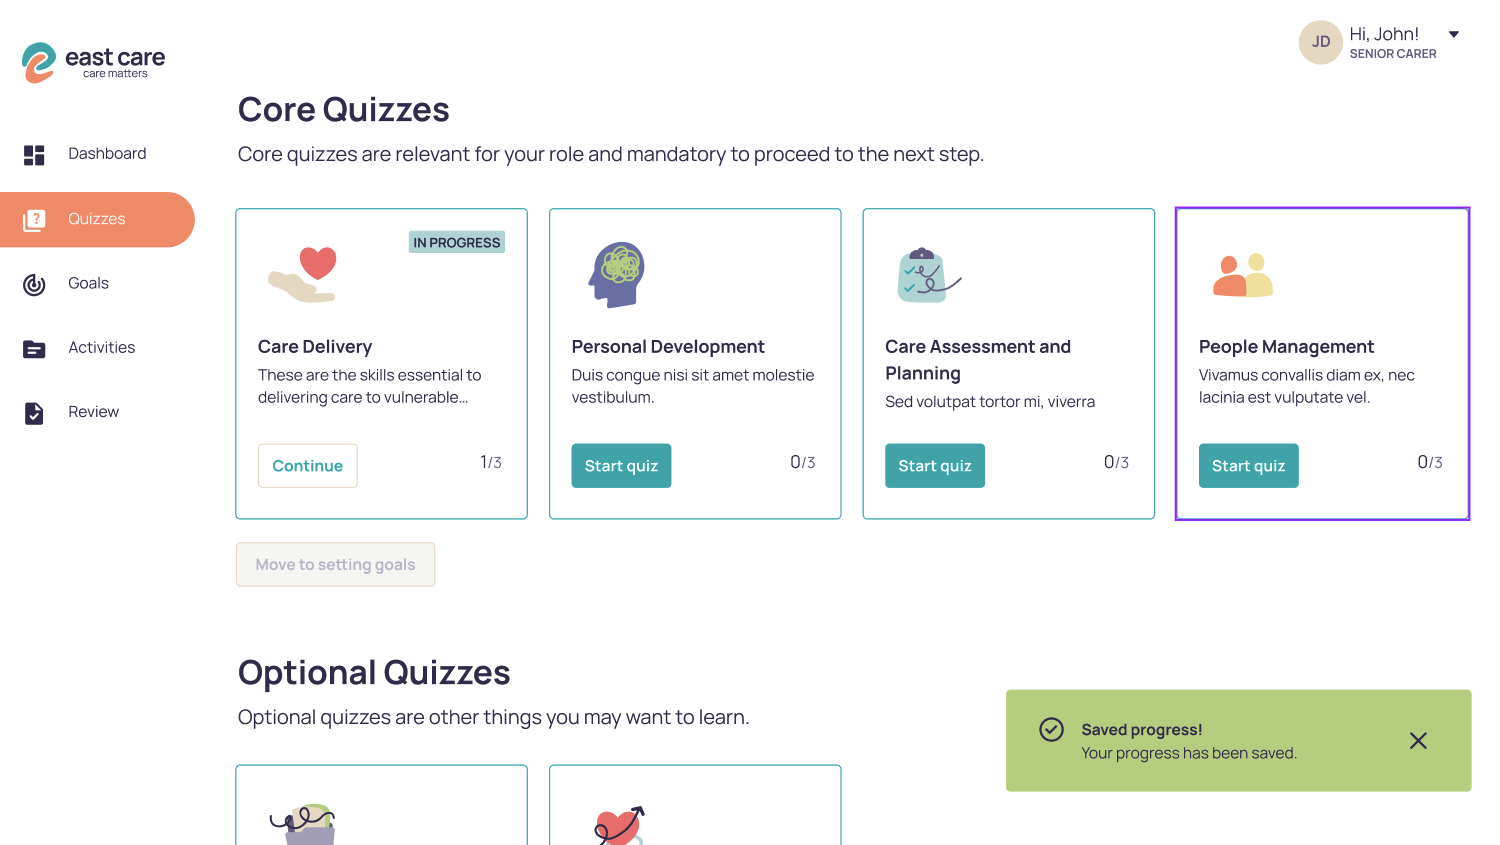 east care
care matters
JD
Hi, John!
SENIOR CARER
Dashboard
Quizzes
Goals
Activities
Review
Core Quizzes
Core quizzes are relevant for your role and mandatory to proceed to the next step.
IN PROGRESS
Care Delivery
These are the skills essential to
delivering care to vulnerable...
Continue
1/3
Personal Development
Duis congue nisi sit amet molestie
vestibulum.
Start quiz
0/3
Care Assessment and
Planning
Sed volutpat tortor mi, viverra
Start quiz
0/3
People Management
Vivamus convallis diam ex, nec
lacinia est vulputate vel.
Start quiz
0/3
Move to setting goals
Optional Quizzes
Optional quizzes are other things you may want to learn.
Saved progress!
Your progress has been saved.